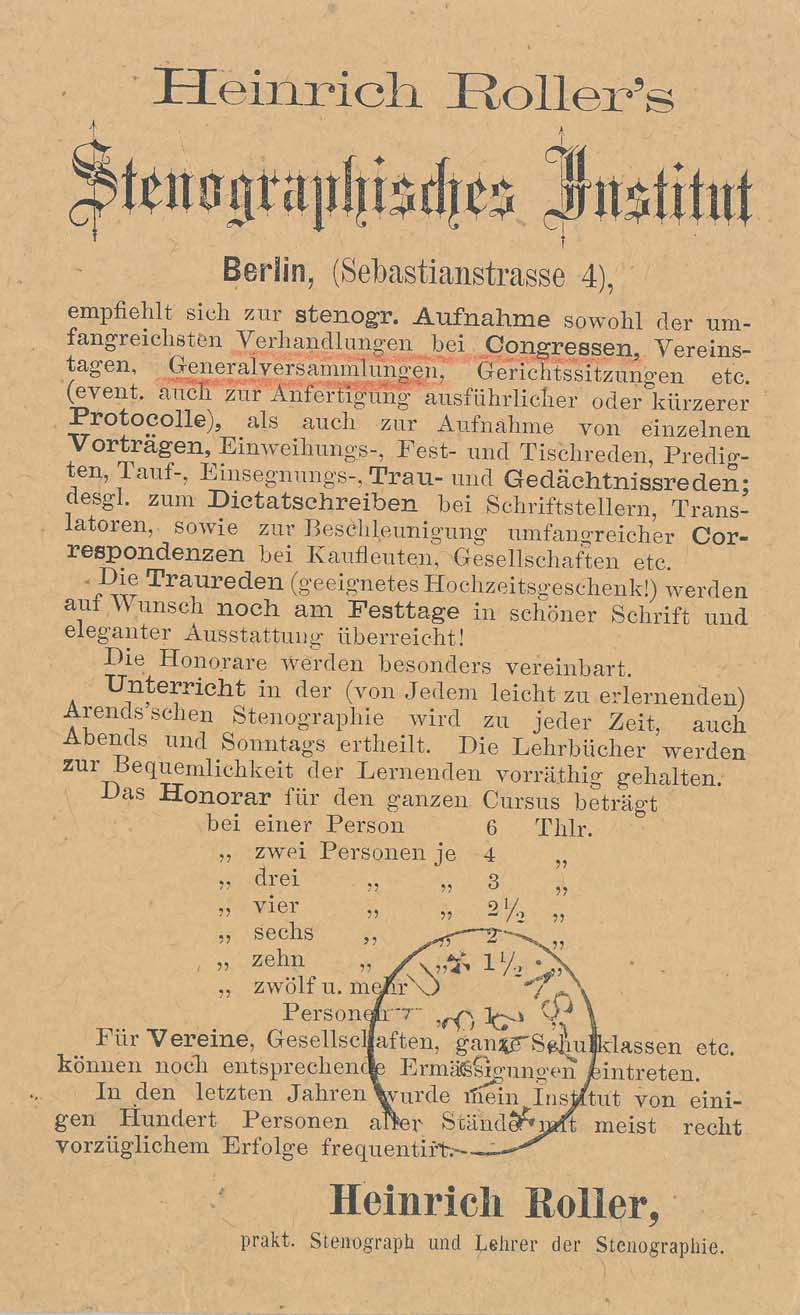 Heinrich Roller's
Stenographisches Institut
Berlin, (Sebastianstrasse 4),
empfiehlt sich zur stenogr. Aufnahme sowohl der um-
fangreichsten Verhandlungen bei Congressen, Vereins-
tagen, Generalversammlungen, Gerichtssitzungen etc.
(event. auch zur Anfertigung ausführlicher oder kürzerer
Protocolle), als auch zur Aufnahme von einzelnen
Vorträgen, Einweihungs-, Fest- und Tischreden, Predig-
ten, Tauf-, Einsegnungs-, Trau- und Gedächtnissreden;
desgl. zum Dictatschreiben bei Schriftstellern, Trans-
latoren, sowie zur Beschleunigung umfangreicher Cor-
respondenzen bei Kaufleuten, Gesellschaften etc.
Die Traureden (geeignetes Hochzeitsgeschenk!) werden
auf Wunsch noch am Festtage in schöner Schrift und
eleganter Ausstattung überreicht!
Die Honorare werden besonders vereinbart.
Unterricht in der (von Jedem leicht zu erlernenden)
Arends'schen Stenographie wird zu jeder Zeit, auch
Abends und Sonntags ertheilt. Die Lehrbücher werden
zur Bequemlichkeit der Lernenden vorräthig gehalten.
Das Honorar für den ganzen Cursus beträgt
bei einer Person 6 Thlr.
„ zwei Personen je 4 „
„ drei „ „ 3 „
„ vier „ „ 2½ „
„ sechs „ „ 2 „
„ zehn „ „ 1½ „
„ zwölf u. mehr
Personen „ 1 „
Für Vereine, Gesellschaften, ganze Schulklassen etc.
können noch entsprechende Ermässigungen eintreten.
In den letzten Jahren wurde mein Institut von eini-
gen Hundert Personen aller Stände mit meist recht
vorzüglichem Erfolge frequentirt.
Heinrich Roller,
prakt. Stenograph und Lehrer der Stenographie.